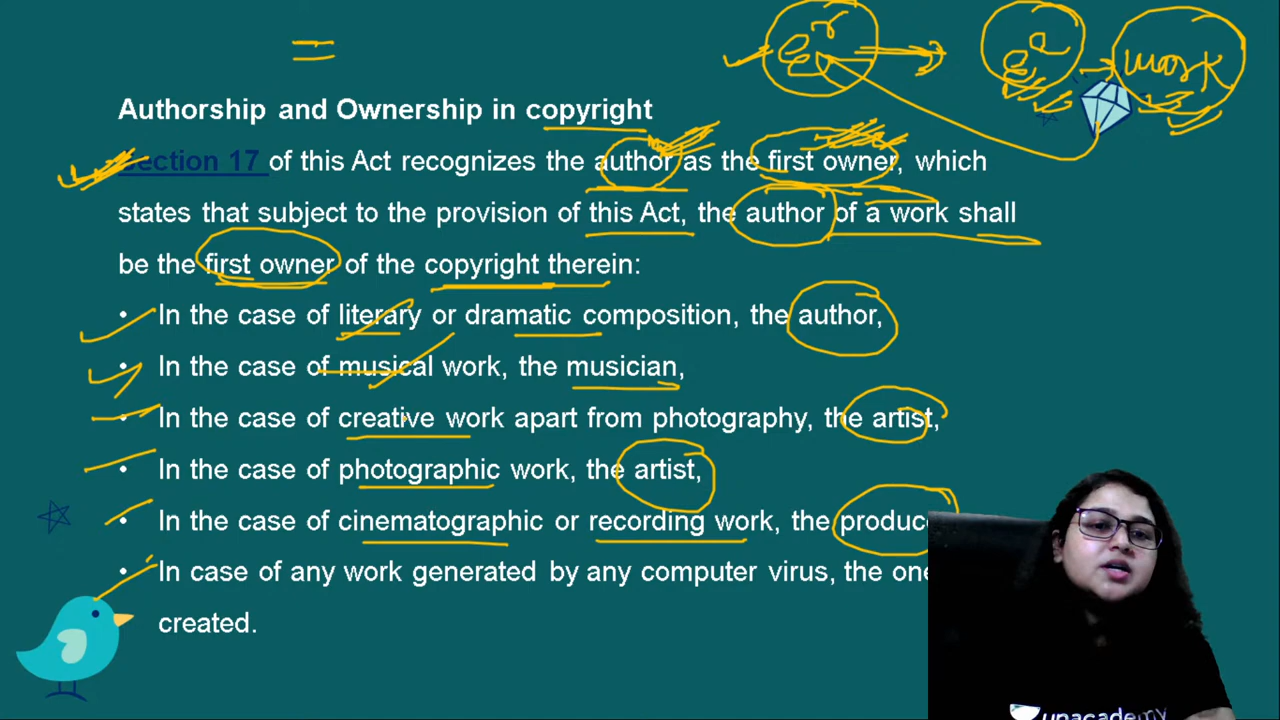 er → ee work
Authorship and Ownership in copyright
Section 17 of this Act recognizes the author as the first owner, which
states that subject to the provision of this Act, the author of a work shall
be the first owner of the copyright therein:
• In the case of literary or dramatic composition, the author,
• In the case of musical work, the musician,
• In the case of creative work apart from photography, the artist,
• In the case of photographic work, the artist,
• In the case of cinematographic or recording work, the produce
• In case of any work generated by any computer virus, the one
created.
unacademy